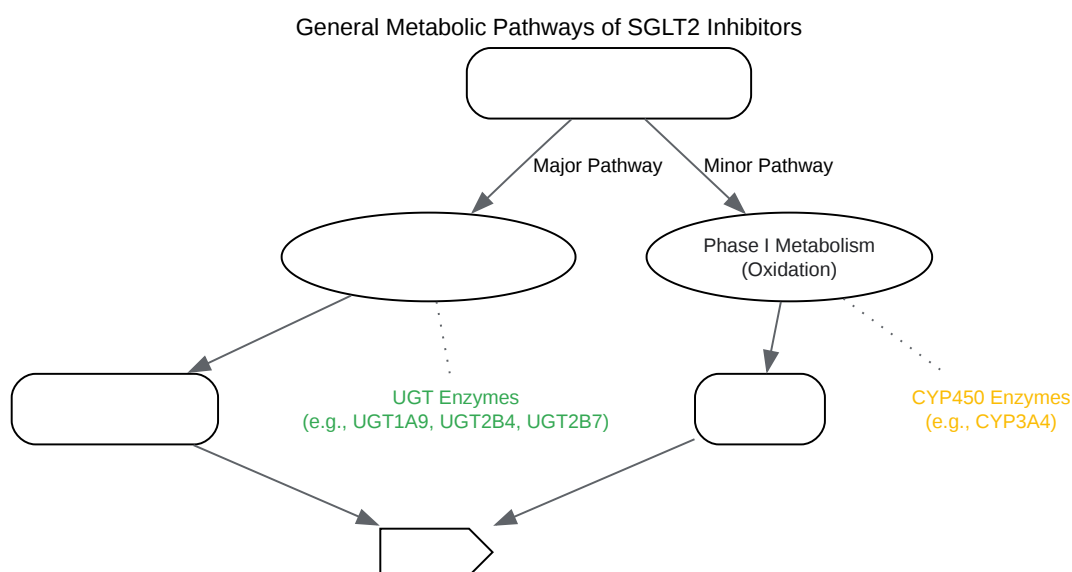 General Metabolic Pathways of SGLT2 Inhibitors
Major Pathway
Minor Pathway
Phase I Metabolism
(Oxidation)
UGT Enzymes
(e.g., UGT1A9, UGT2B4, UGT2B7)
CYP450 Enzymes
(e.g., CYP3A4)